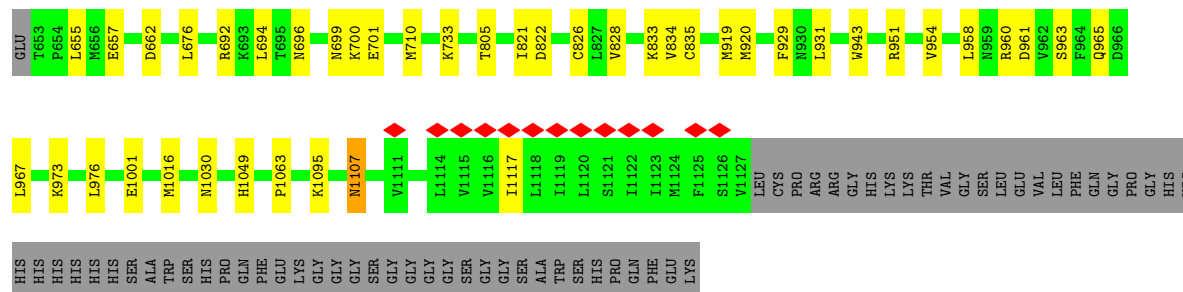 GLU T653 P654 L655 M656 E657 D662 L676 R692 K693 L694 T695 N696 N699 K700 E701 M710 K733 T805 I821 D822 C826 L827 V828 K833 V834 C835 M919 M920 F929 N930 L931 W943 R951 V954 L958 N959 R960 D961 V962 S963 F964 Q965 D966
L967 K973 L976 E1001 M1016 N1030 H1049 P1063 K1095 N1107 V1111 L1114 V1115 V1116 I1117 L1118 I1119 L1120 S1121 I1122 I1123 M1124 F1125 S1126 V1127 LEU CYS PRO ARG ARG GLY HIS LYS LYS THR VAL GLY SER LEU GLU VAL LEU PHE GLN GLY PRO GLY HIS
HIS HIS HIS HIS HIS HIS SER ALA TRP SER HIS PRO GLN PHE GLU LYS GLY GLY GLY SER GLY GLY GLY SER GLY GLY SER ALA TRP SER HIS PRO GLN PHE GLU LYS